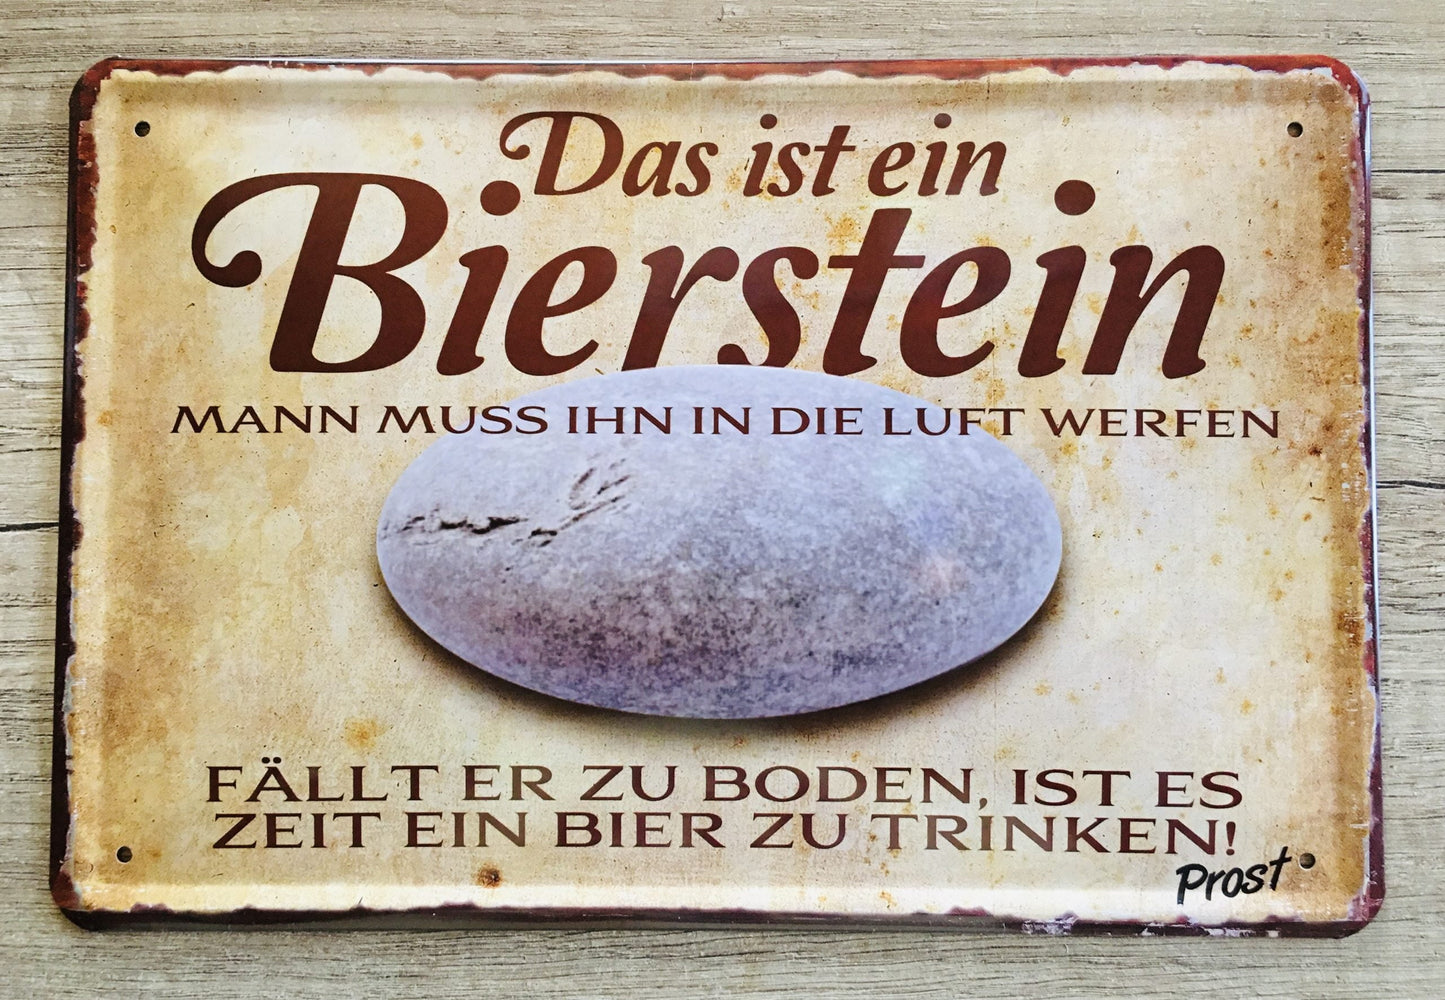 Das ist ein
Bierstein
MANN MUSS IHN IN DIE LUFT WERFEN
FÄLLT ER ZU BODEN, IST ES
ZEIT EIN BIER ZU TRINKEN!
Prost